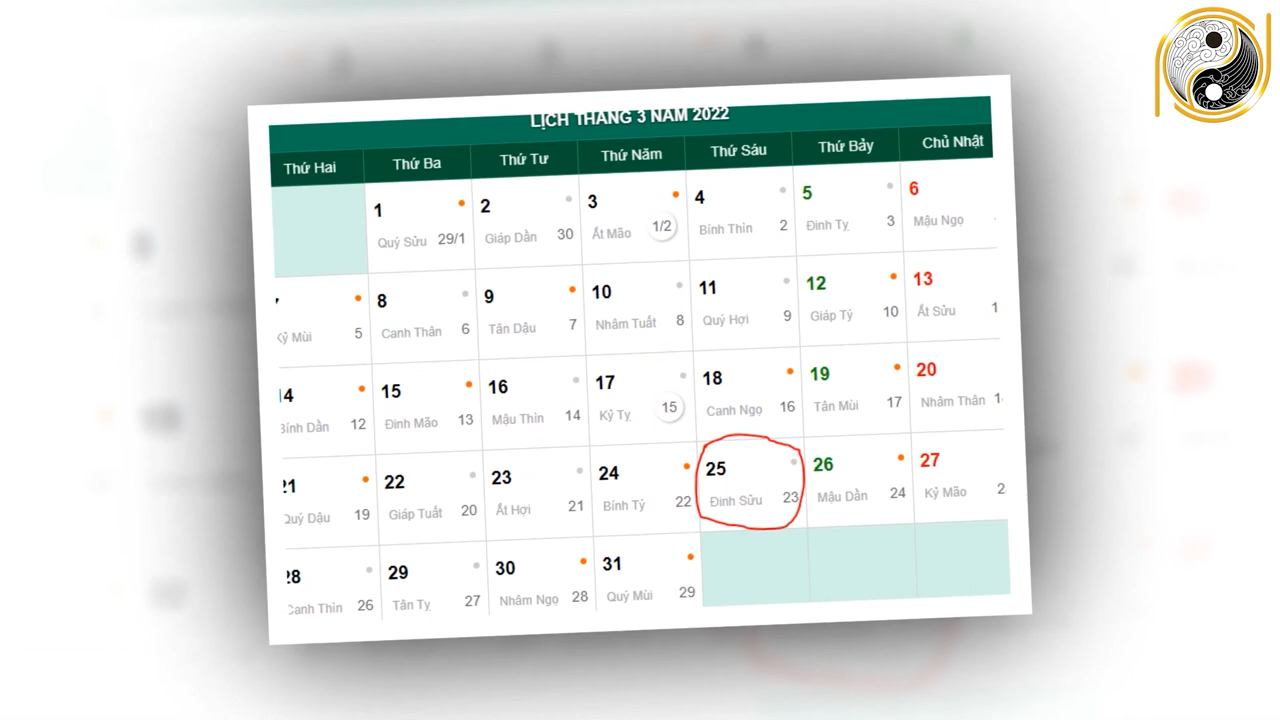 LỊCH THÁNG 3 NĂM 2022
Thứ Hai Thứ Ba Thứ Tư Thứ Năm Thứ Sáu Thứ Bảy Chủ Nhật
1 2 3 4 5 6
Quý Sửu 29/1 Giáp Dần 30 Ất Mão 1/2 Bính Thìn 2 Đinh Tỵ 3 Mậu Ngọ
8 9 10 11 12 13
Kỷ Mùi 5 Canh Thân 6 Tân Dậu 7 Nhâm Tuất 8 Quý Hợi 9 Giáp Tý 10 Ất Sửu
14 15 16 17 18 19 20
Bính Dần 12 Đinh Mão 13 Mậu Thìn 14 Kỷ Tỵ 15 Canh Ngọ 16 Tân Mùi 17 Nhâm Thân
21 22 23 24 25 26 27
Quý Dậu 19 Giáp Tuất 20 Ất Hợi 21 Bính Tý 22 Đinh Sửu 23 Mậu Dần 24 Kỷ Mão
28 29 30 31
Canh Thìn 26 Tân Tỵ 27 Nhâm Ngọ 28 Quý Mùi 29